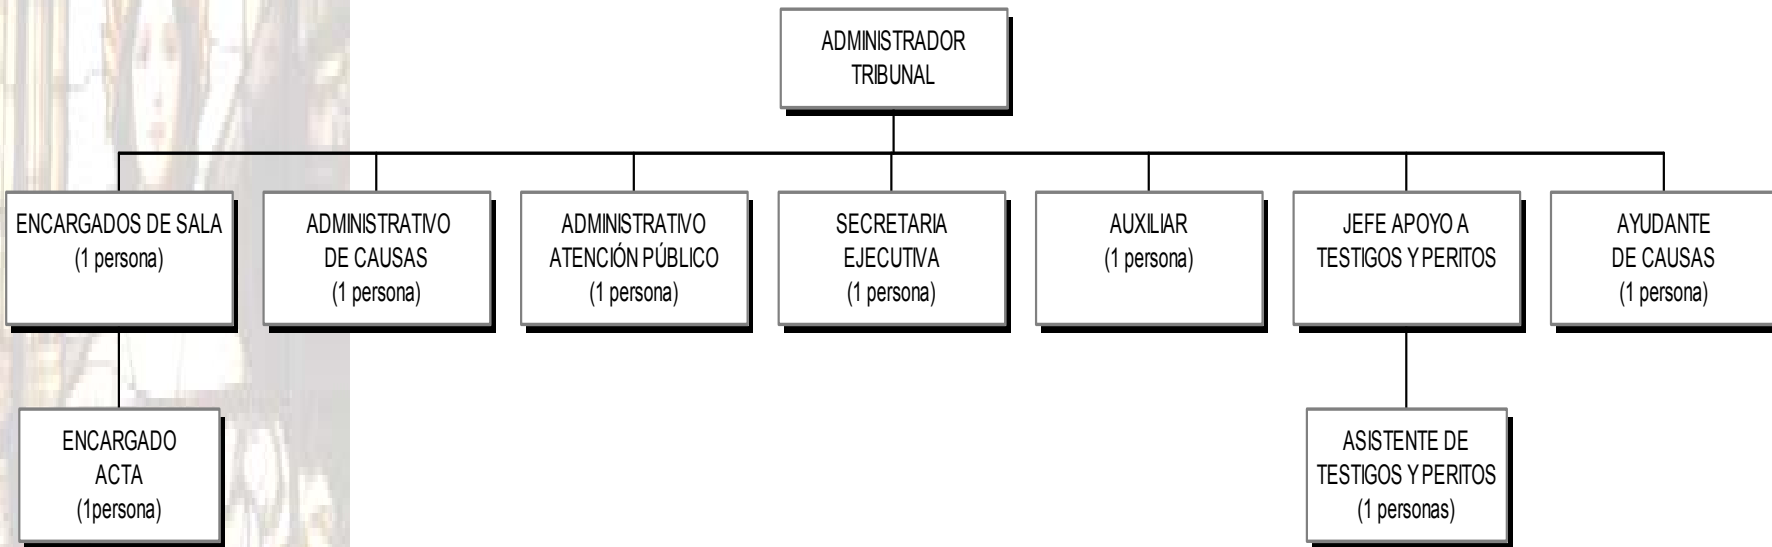 ADMINISTRADOR
TRIBUNAL
ENCARGADOS DE SALA
(1 persona)
ADMINISTRATIVO
DE CAUSAS
(1 persona)
ADMINISTRATIVO
ATENCIÓN PÚBLICO
(1 persona)
SECRETARIA
EJECUTIVA
(1 persona)
AUXILIAR
(1 persona)
JEFE APOYO A
TESTIGOS Y PERITOS
AYUDANTE
DE CAUSAS
(1 persona)
ENCARGADO
ACTA
(1persona)
ASISTENTE DE
TESTIGOS Y PERITOS
(1 personas)